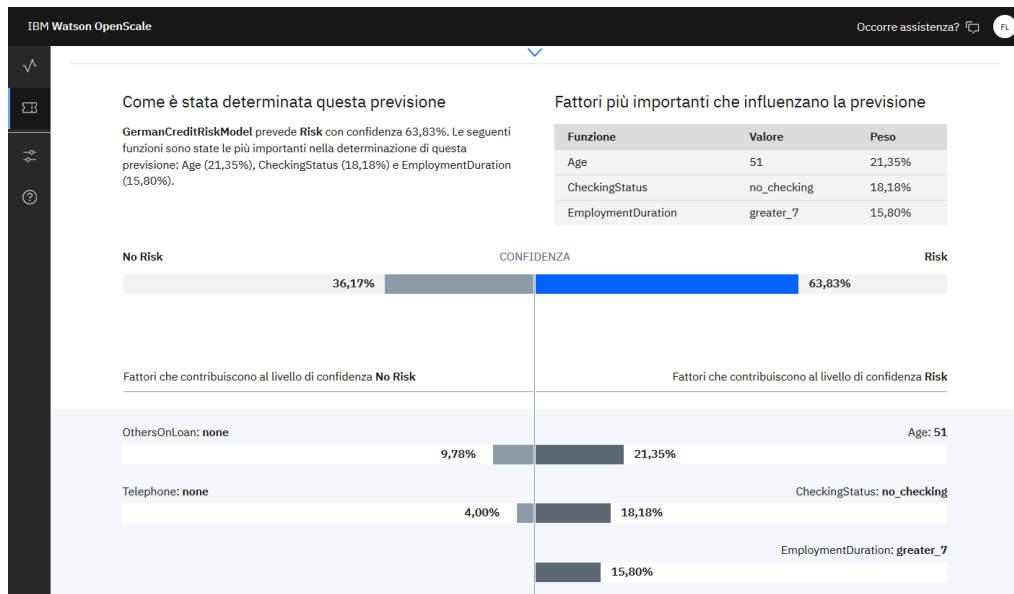 IBM Watson OpenScale
Occorre assistenza?
FL
Come è stata determinata questa previsione
GermanCreditRiskModel prevede Risk con confidenza 63,83%. Le seguenti
funzioni sono state le più importanti nella determinazione di questa
previsione: Age (21,35%), CheckingStatus (18,18%) e EmploymentDuration
(15,80%).
Fattori più importanti che influenzano la previsione
Funzione Valore Peso
Age 51 21,35%
CheckingStatus no_checking 18,18%
EmploymentDuration greater_7 15,80%
No Risk CONFIDENZA Risk
36,17% 63,83%
Fattori che contribuiscono al livello di confidenza No Risk
Fattori che contribuiscono al livello di confidenza Risk
OthersOnLoan: none Age: 51
9,78% 21,35%
Telephone: none CheckingStatus: no_checking
4,00% 18,18%
EmploymentDuration: greater_7
15,80%